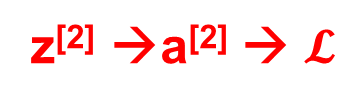 z[2] →a[2] → ℒ